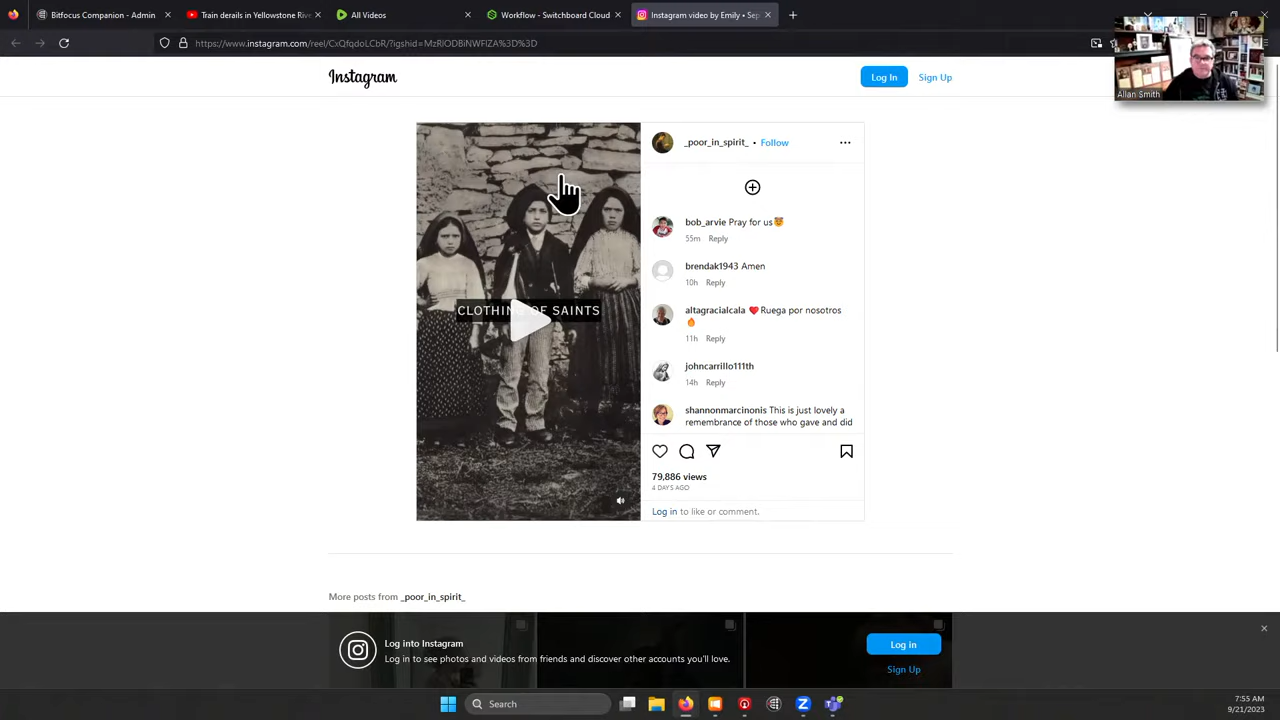 Bitfocus Companion - Admin
Train details in Yellowstone Rive
All Videos
Workflow - Switchboard Cloud
Instagram video by Emily • Sep
https://www.instagram.com/reel/CxQfqdoLCbR/?igshid=MzRlODBiNWFlZA%3D%3D
Allan Smith
Instagram
Log In
Sign Up
_poor_in_spirit_ • Follow
CLOTHING OF SAINTS
bob_arvie Pray for us
55m Reply
brendak1943 Amen
10h Reply
altagracialcala ❤️Ruega por nosotros
🔥
11h Reply
johncarrillo111th
14h Reply
shannonmarcinonis This is just lovely a
remembrance of those who gave and did
79,886 views
4 DAYS AGO
Log in to like or comment.
More posts from _poor_in_spirit_
Log into Instagram
Log in to see photos and videos from friends and discover other accounts you'll love.
Log in
Sign Up
Search
7:55 AM
9/21/2023